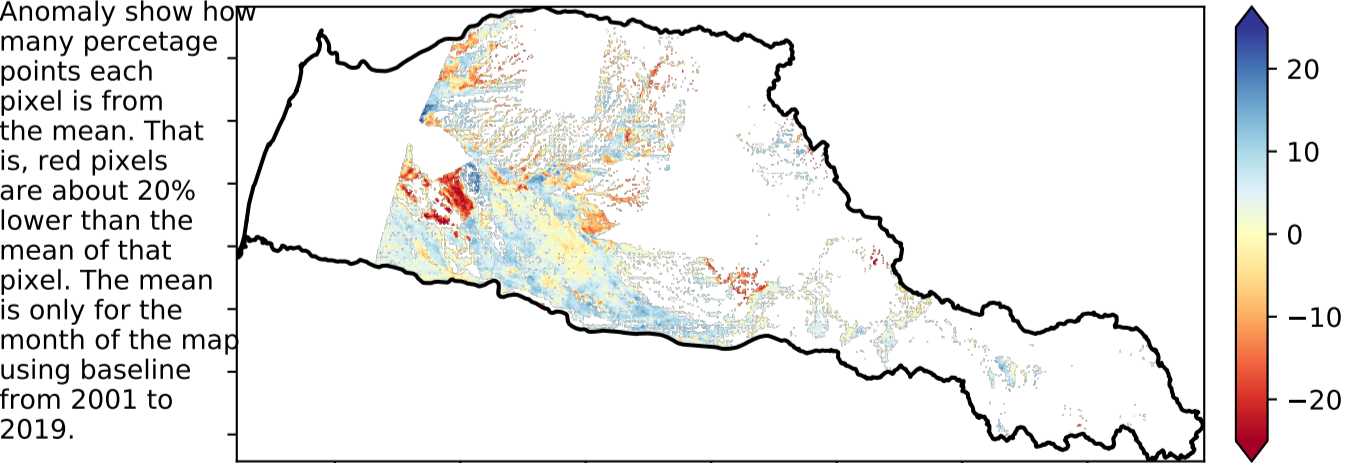 Anomaly show how
many percetage
points each
pixel is from
the mean. That
is, red pixels
are about 20%
lower than the
mean of that
pixel. The mean
is only for the
month of the map
using baseline
from 2001 to
2019.
20
10
0
−10
−20